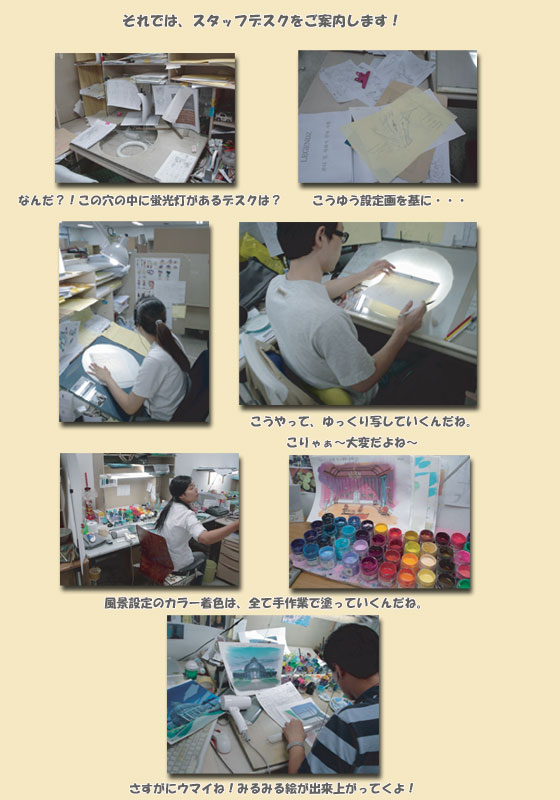 それでは、スタッフデスクをご案内します！
なんだ？！この穴の中に蛍光灯があるデスクは？
こうゆう設定画を基に・・・
こうやって、ゆっくり写していくんだね。
こりゃぁ～大変だよね～
風景設定のカラー着色は、全て手作業で塗っていくんだね。
さすがにウマイね！みるみる絵が出来上がってくよ！